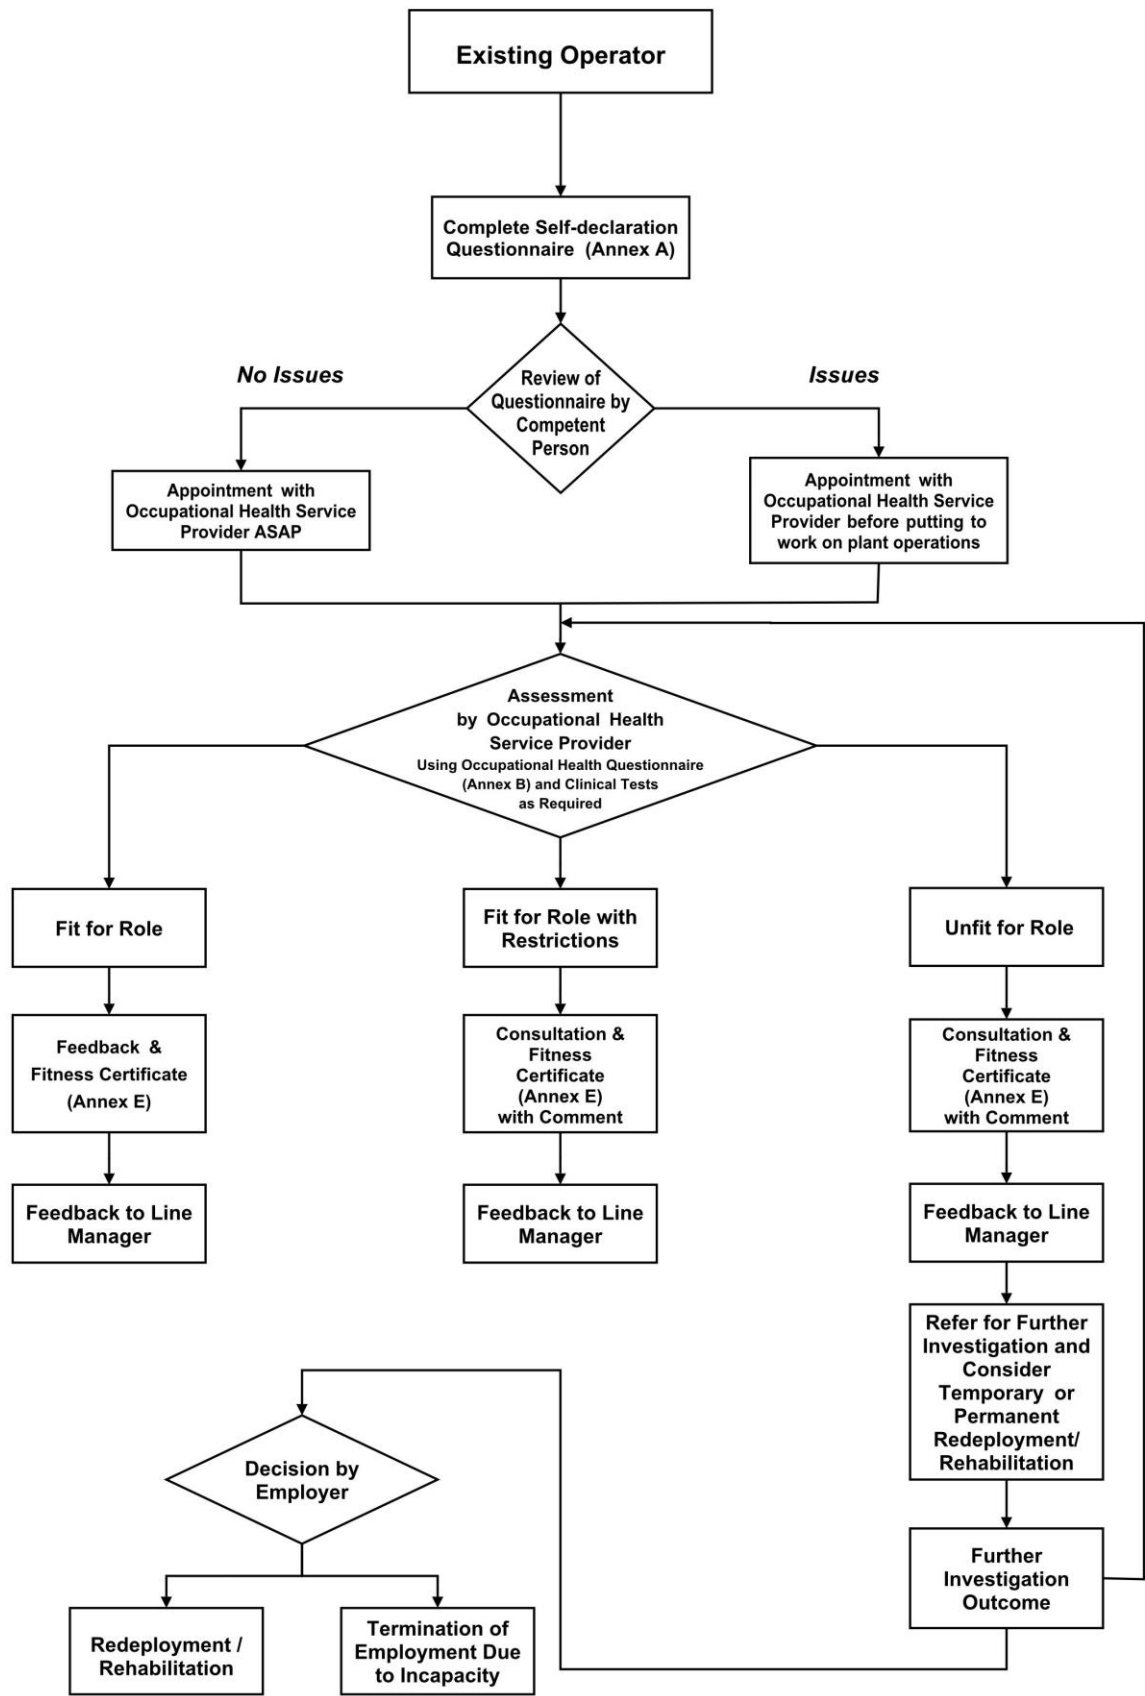 Existing Operator
Complete Self-declaration
Questionnaire (Annex A)
No Issues
Issues
Review of
Questionnaire by
Competent
Person
Appointment with
Occupational Health Service
Provider ASAP
Appointment with
Occupational Health Service
Provider before putting to
work on plant operations
Assessment
by Occupational Health
Service Provider
Using Occupational Health Questionnaire
(Annex B) and Clinical Tests
as Required
Fit for Role
Fit for Role with
Restrictions
Unfit for Role
Feedback &
Fitness Certificate
(Annex E)
Consultation &
Fitness
Certificate
(Annex E)
with Comment
Consultation &
Fitness
Certificate
(Annex E)
with Comment
Feedback to Line
Manager
Feedback to Line
Manager
Feedback to Line
Manager
Refer for Further
Investigation and
Consider
Temporary or
Permanent
Redeployment/
Rehabilitation
Decision by
Employer
Further
Investigation
Outcome
Redeployment /
Rehabilitation
Termination of
Employment Due
to Incapacity